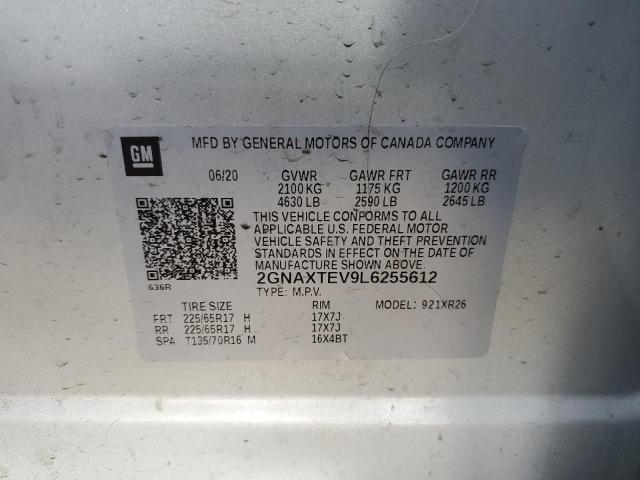 GM
MFD BY GENERAL MOTORS OF CANADA COMPANY
06/20 GVWR GAWR FRT GAWR RR
2100 KG 1175 KG 1200 KG
4630 LB 2590 LB 2645 LB
THIS VEHICLE CONFORMS TO ALL
APPLICABLE U.S. FEDERAL MOTOR
VEHICLE SAFETY AND THEFT PREVENTION
STANDARDS IN EFFECT ON THE DATE OF
MANUFACTURE SHOWN ABOVE.
636R
2GNAXTEV9L6255612
TYPE: M.P.V. MODEL: 921XR26
TIRE SIZE RIM
FRT 225/65R17 H 17X7J
RR 225/65R17 H 17X7J
SPA T135/70R16 M 16X4BT